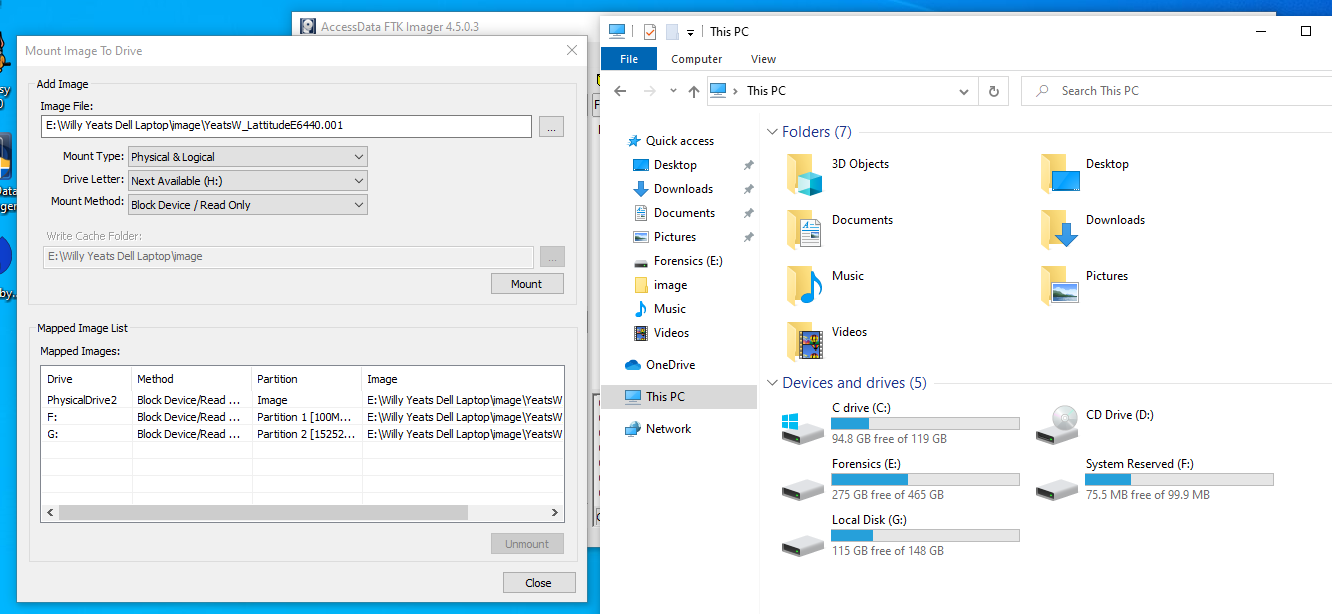 AccessData FTK Imager 4.5.0.3
Mount Image To Drive
Add Image
Image File:
E:\Willy Yeats Dell Laptop\image\YeatsW_LattitudeE6440.001
...
Mount Type: Physical & Logical
Drive Letter: Next Available (H:)
Mount Method: Block Device / Read Only
Write Cache Folder:
E:\Willy Yeats Dell Laptop\image
...
Mount
Mapped Image List
Mapped Images:
Drive Method Partition Image
PhysicalDrive2 Block Device/Read ... Image E:\Willy Yeats Dell Laptop\image\YeatsW
F: Block Device/Read ... Partition 1 [100M... E:\Willy Yeats Dell Laptop\image\YeatsW
G: Block Device/Read ... Partition 2 [15252... E:\Willy Yeats Dell Laptop\image\YeatsW
Unmount
Close
This PC
File Computer View
This PC
Search This PC
Quick access
Desktop
Downloads
Documents
Pictures
Forensics (E:)
image
Music
Videos
OneDrive
This PC
Network
Folders (7)
3D Objects
Desktop
Documents
Downloads
Music
Pictures
Videos
Devices and drives (5)
C drive (C:)
94.8 GB free of 119 GB
CD Drive (D:)
Forensics (E:)
275 GB free of 465 GB
System Reserved (F:)
75.5 MB free of 99.9 MB
Local Disk (G:)
115 GB free of 148 GB